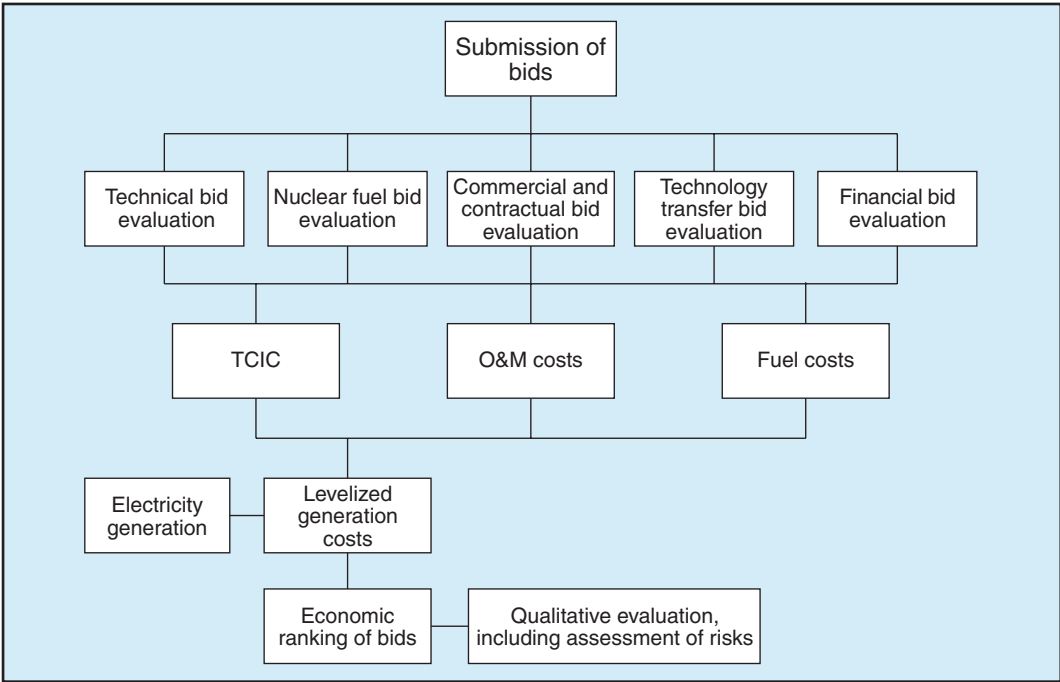 Submission of
bids
Technical bid
evaluation
Nuclear fuel bid
evaluation
Commercial and
contractual bid
evaluation
Technology
transfer bid
evaluation
Financial bid
evaluation
TCIC
O&M costs
Fuel costs
Electricity
generation
Levelized
generation
costs
Economic
ranking of bids
Qualitative evaluation,
including assessment of risks